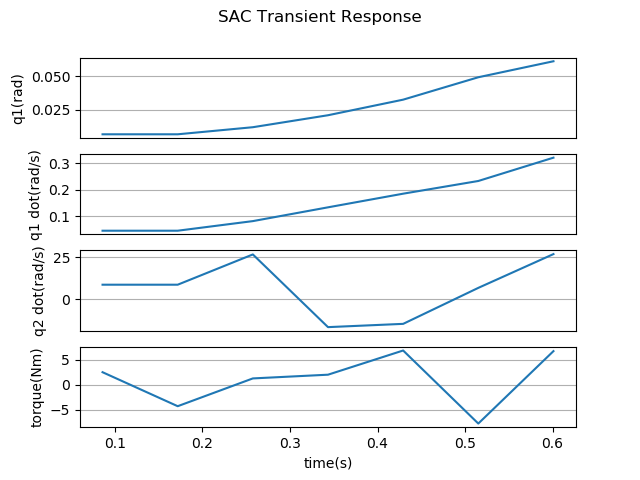 SAC Transient Response
0.050
0.025
q1(rad)
0.3
0.2
0.1
q1 dot(rad/s)
25
0
q2 dot(rad/s)
5
0
−5
torque(Nm)
0.1 0.2 0.3 0.4 0.5 0.6
time(s)